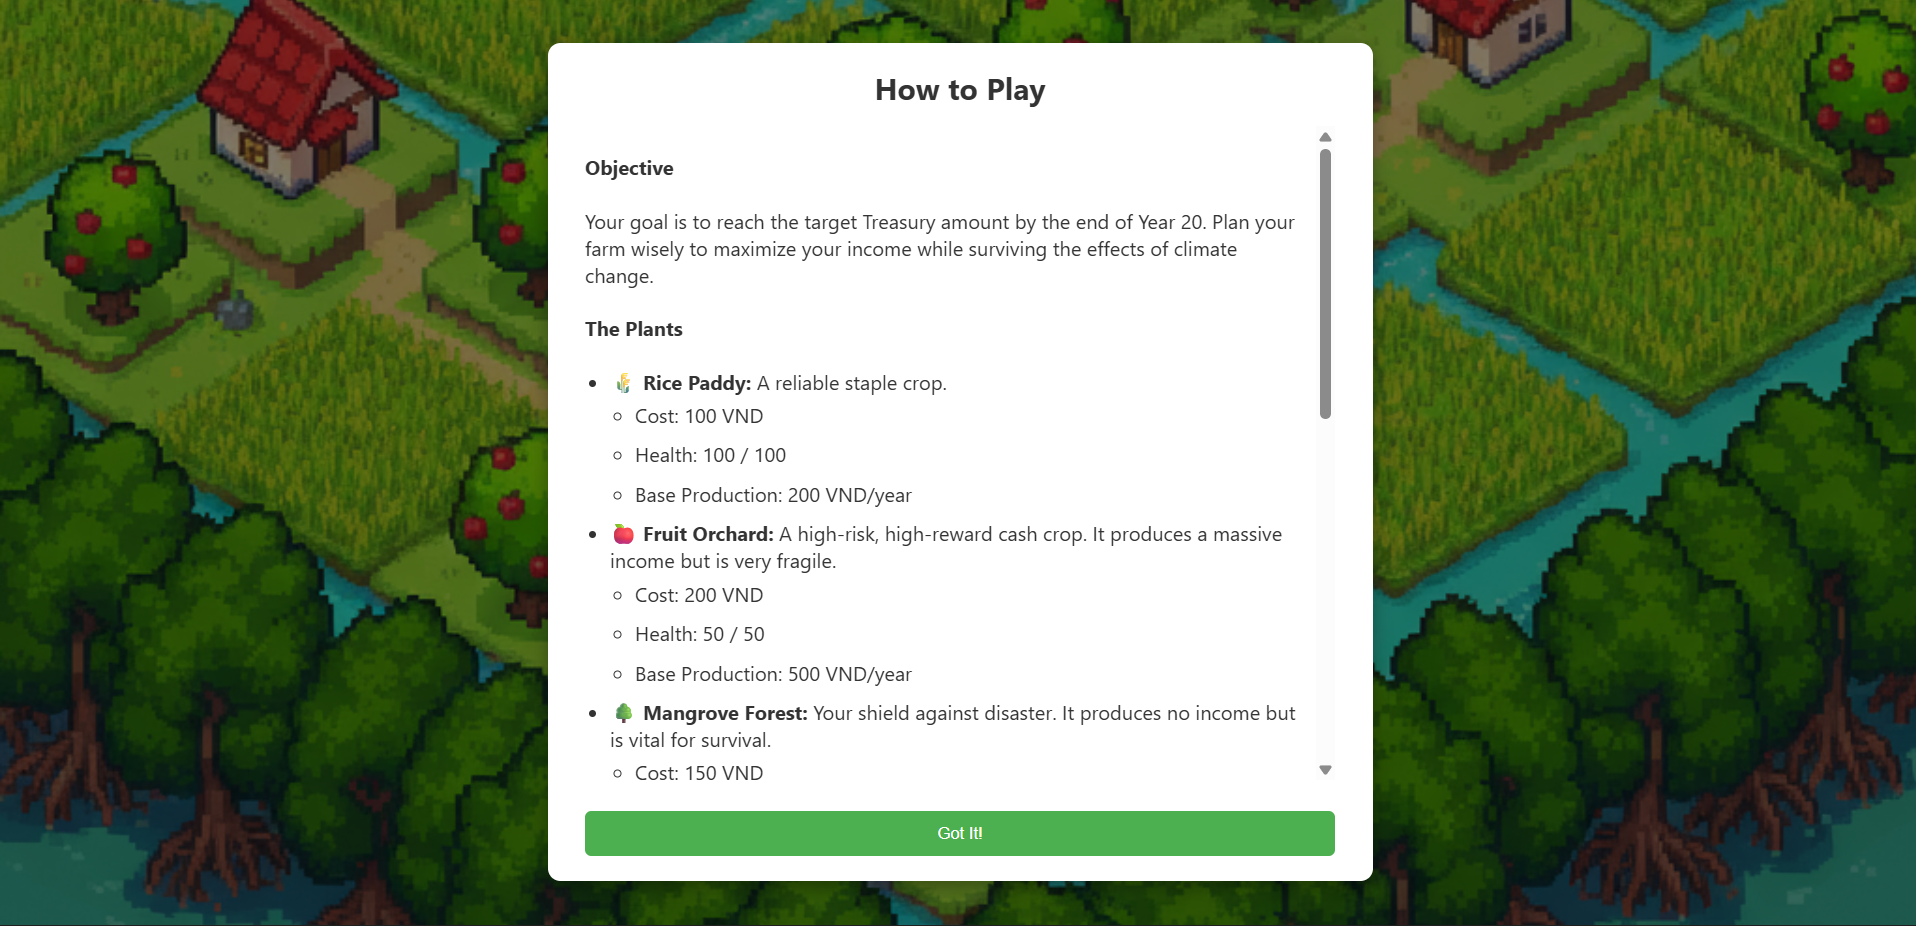 How to Play
Objective
Your goal is to reach the target Treasury amount by the end of Year 20. Plan your
farm wisely to maximize your income while surviving the effects of climate
change.
The Plants
Rice Paddy: A reliable staple crop.
Cost: 100 VND
Health: 100 / 100
Base Production: 200 VND/year
Fruit Orchard: A high-risk, high-reward cash crop. It produces a massive
income but is very fragile.
Cost: 200 VND
Health: 50 / 50
Base Production: 500 VND/year
Mangrove Forest: Your shield against disaster. It produces no income but
is vital for survival.
Cost: 150 VND
Got It!